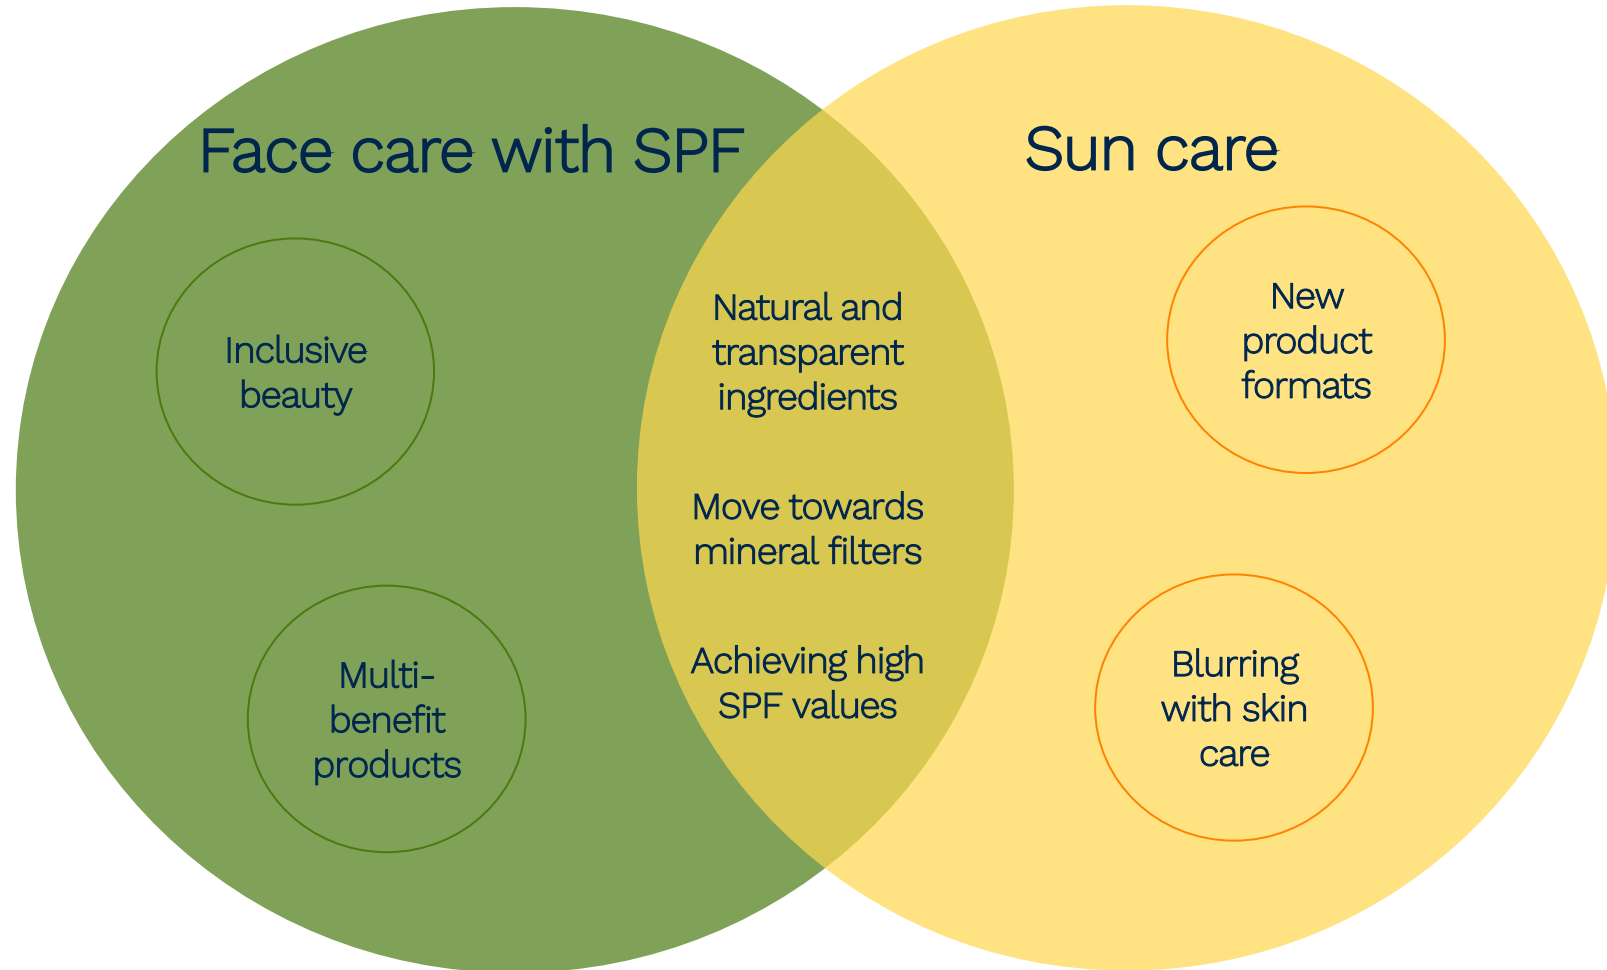 Face care with SPF
Sun care
Inclusive
beauty
Multi-
benefit
products
Natural and
transparent
ingredients
Move towards
mineral filters
Achieving high
SPF values
New
product
formats
Blurring
with skin
care